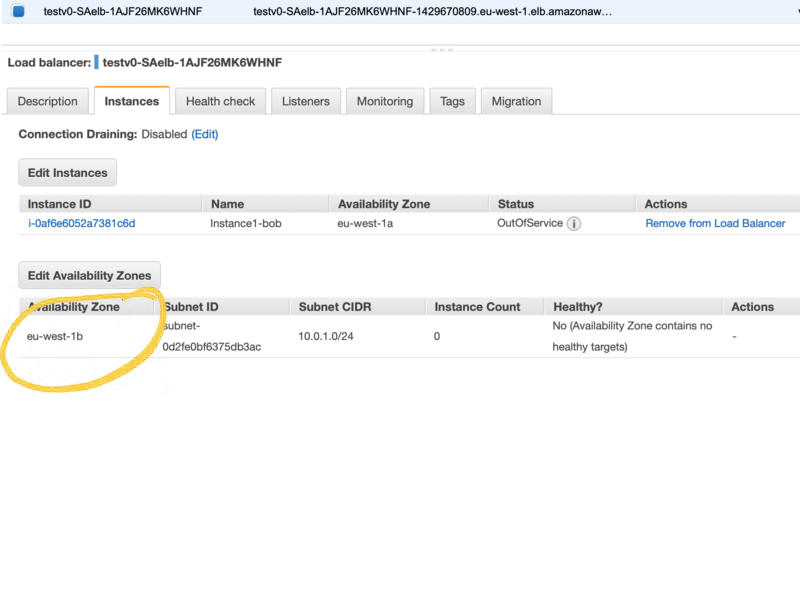 testv0-SAelb-1AJF26MK6WHNF testv0-SAelb-1AJF26MK6WHNF-1429670809.eu-west-1.elb.amazonaw…
Load balancer: testv0-SAelb-1AJF26MK6WHNF
Description Instances Health check Listeners Monitoring Tags Migration
Connection Draining: Disabled (Edit)
Edit Instances
Instance ID Name Availability Zone Status Actions
i-0af6e6052a7381c6d Instance1-bob eu-west-1a OutOfService i Remove from Load Balancer
Edit Availability Zones
Availability Zone Subnet ID Subnet CIDR Instance Count Healthy? Actions
eu-west-1b subnet-0d2fe0bf6375db3ac 10.0.1.0/24 0 No (Availability Zone contains no healthy targets) -